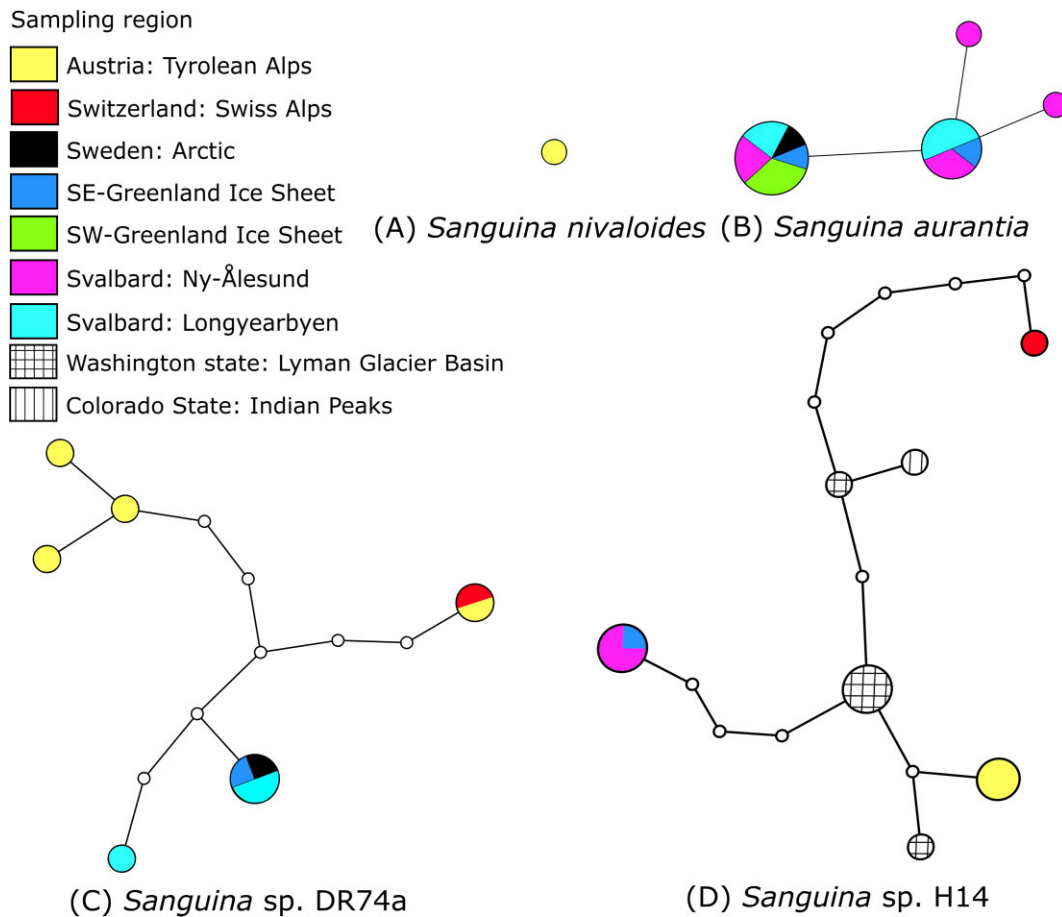 Sampling region
Austria: Tyrolean Alps
Switzerland: Swiss Alps
Sweden: Arctic
SE-Greenland Ice Sheet
SW-Greenland Ice Sheet
Svalbard: Ny-Ålesund
Svalbard: Longyearbyen
Washington state: Lyman Glacier Basin
Colorado State: Indian Peaks
(A) Sanguina nivaloides
(B) Sanguina aurantia
(C) Sanguina sp. DR74a
(D) Sanguina sp. H14